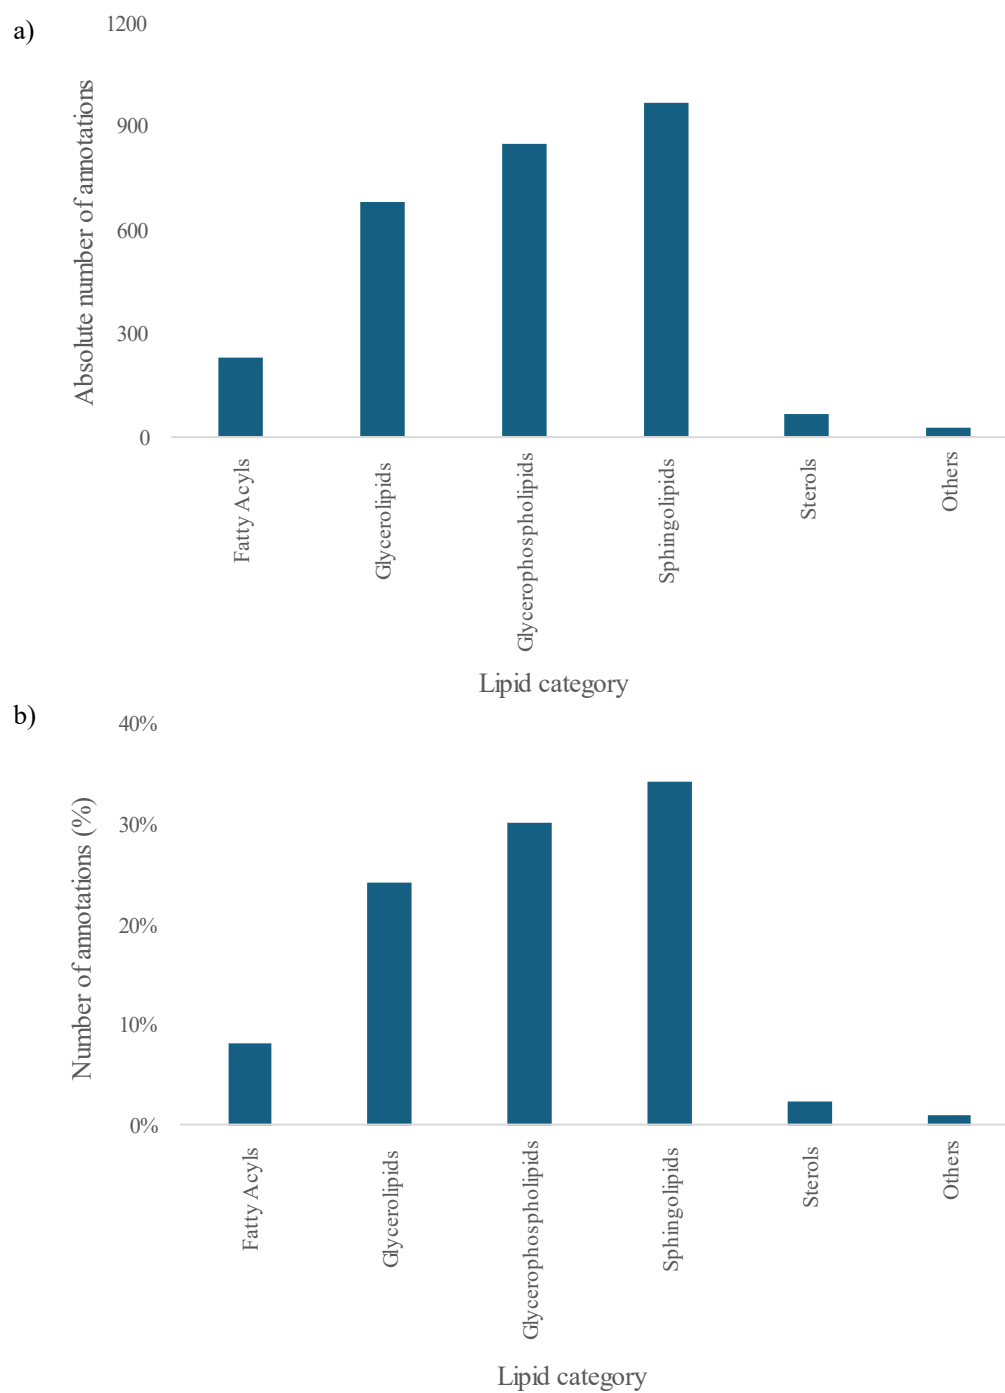 a)
1200
900
600
300
0
Absolute number of annotations
Fatty Acyls
Glycerolipids
Glycerophospholipids
Sphingolipids
Sterols
Others
Lipid category
b)
40%
30%
20%
10%
0%
Number of annotations (%)
Fatty Acyls
Glycerolipids
Glycerophospholipids
Sphingolipids
Sterols
Others
Lipid category